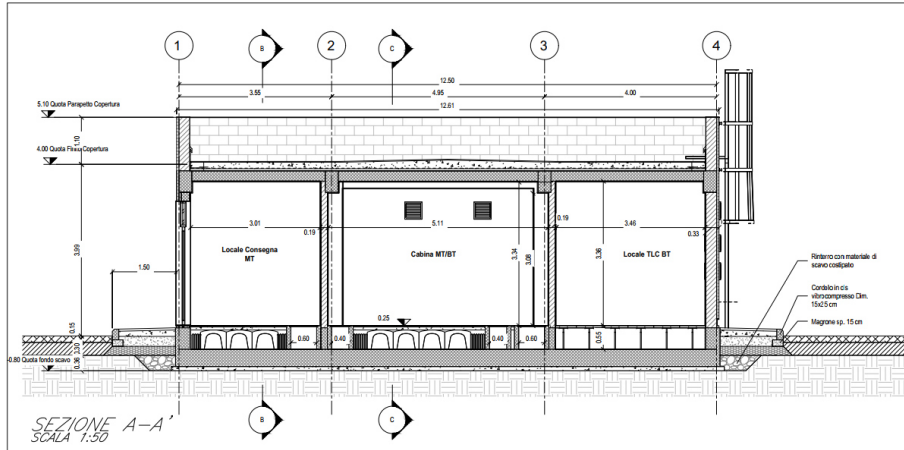 1
2
3
4
B
C
12.50
3.55
4.95
4.00
12.61
5.10 Quota Parapetto Copertura
1.10
4.00 Quota Finito Copertura
3.01
0.19
5.11
0.19
3.46
0.33
Locale Consegna
MT
Cabina MT/BT
Locale TLC BT
3.99
3.34
3.08
3.36
1.50
Rinterro con materiale di
scavo costipato
Cordolo in cls
vibrocompresso Dim.
15x25 cm
Magrone sp. 15 cm
0.25
0.15
0.60
0.40
0.40
0.60
0.55
3.30
-0.80 Quota fondo scavo
0.36
B
C
SEZIONE A-A'
SCALA 1:50